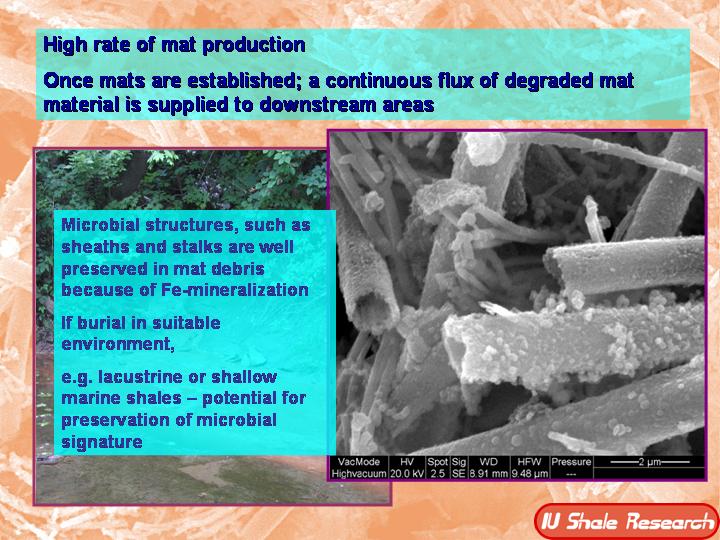 High rate of mat production
Once mats are established; a continuous flux of degraded mat
material is supplied to downstream areas
Microbial structures, such as
sheaths and stalks are well
preserved in mat debris
because of Fe-mineralization
If burial in suitable
environment,
e.g. lacustrine or shallow
marine shales – potential for
preservation of microbial
signature
VacMode HV Spot Sig WD HFW Pressure
Highvacuum 20.0 kV 2.5 SE 8.91 mm 9.48 µm --- 2 µm
IU Shale Research